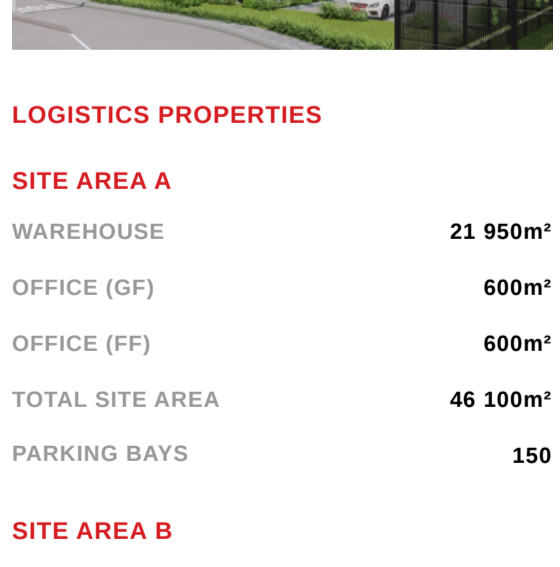 LOGISTICS PROPERTIES
SITE AREA A
WAREHOUSE 21 950m²
OFFICE (GF) 600m²
OFFICE (FF) 600m²
TOTAL SITE AREA 46 100m²
PARKING BAYS 150
SITE AREA B